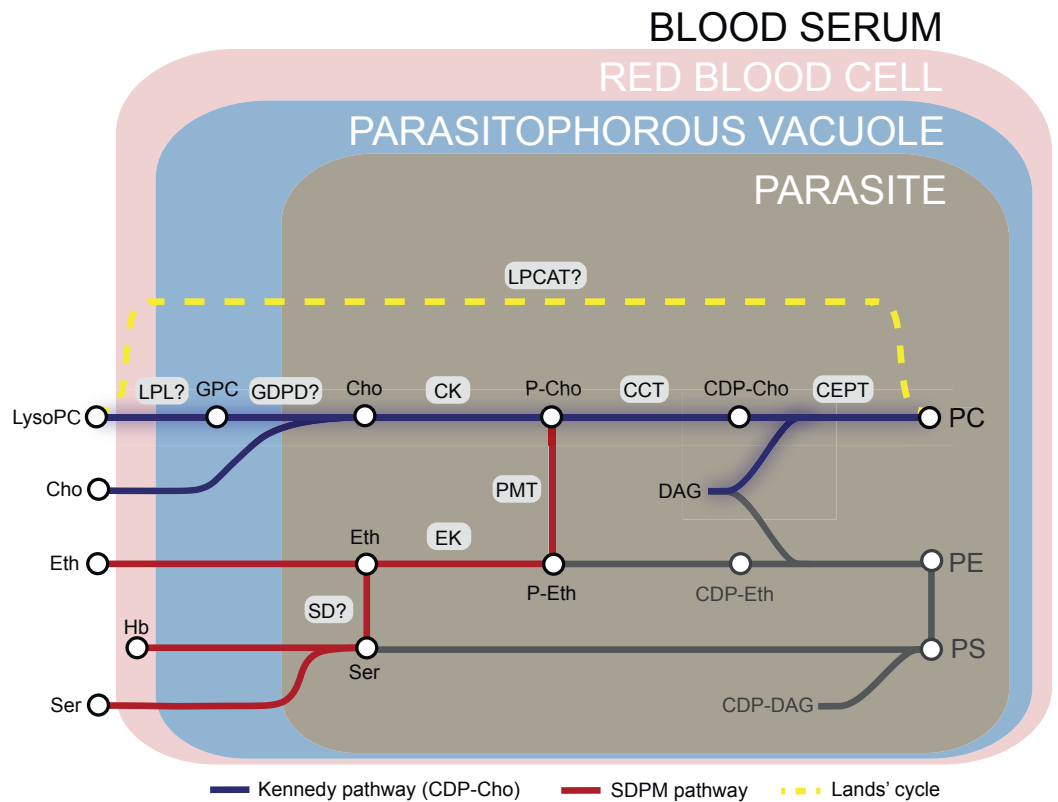 BLOOD SERUM
RED BLOOD CELL
PARASITOPHOROUS VACUOLE
PARASITE
LPCAT?
LPL?
GPC
GDPD?
Cho
CK
P-Cho
CCT
CDP-Cho
CEPT
LysoPC
PC
Cho
PMT
DAG
Eth
Eth
EK
P-Eth
CDP-Eth
PE
SD?
Hb
Ser
PS
Ser
CDP-DAG
Kennedy pathway (CDP-Cho)
SDPM pathway
Lands' cycle